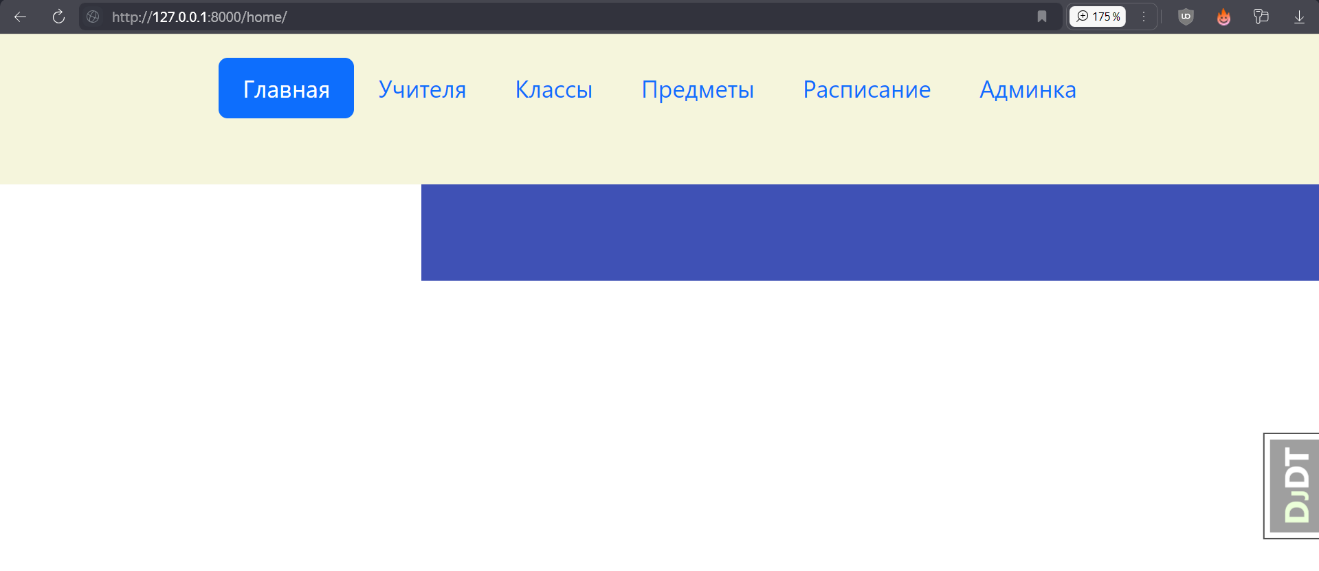 http://127.0.0.1:8000/home/ 175%
Главная Учителя Классы Предметы Расписание Админка
DjDT